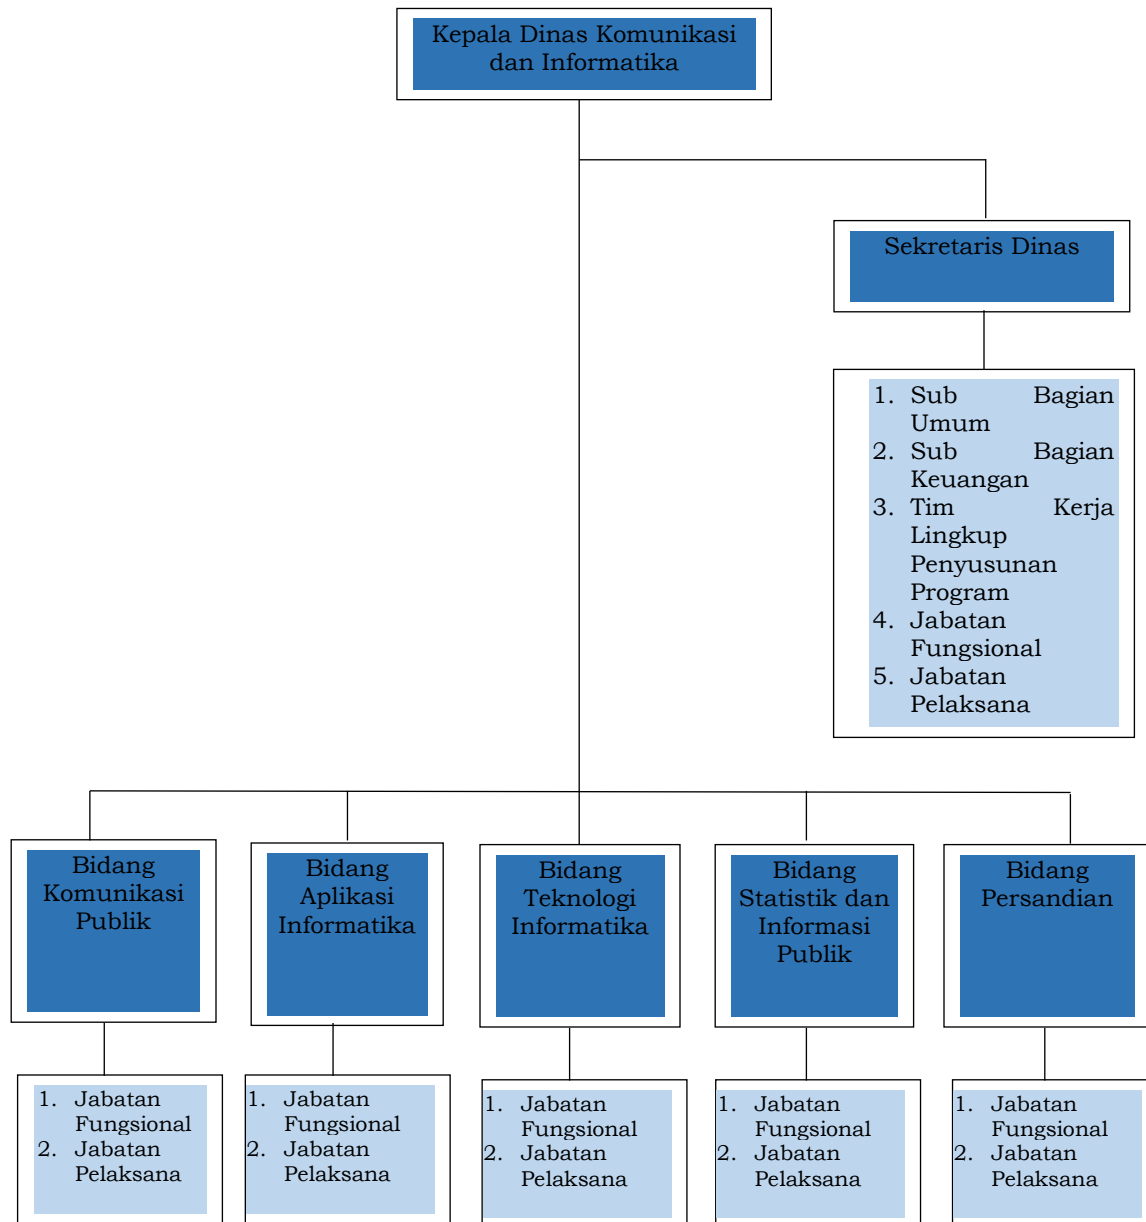 Kepala Dinas Komunikasi
dan Informatika
Sekretaris Dinas
1. Sub Bagian
Umum
2. Sub Bagian
Keuangan
3. Tim Kerja
Lingkup
Penyusunan
Program
4. Jabatan
Fungsional
5. Jabatan
Pelaksana
Bidang
Komunikasi
Publik
Bidang
Aplikasi
Informatika
Bidang
Teknologi
Informatika
Bidang
Statistik dan
Informasi
Publik
Bidang
Persandian
1. Jabatan
Fungsional
2. Jabatan
Pelaksana
1. Jabatan
Fungsional
2. Jabatan
Pelaksana
1. Jabatan
Fungsional
2. Jabatan
Pelaksana
1. Jabatan
Fungsional
2. Jabatan
Pelaksana
1. Jabatan
Fungsional
2. Jabatan
Pelaksana